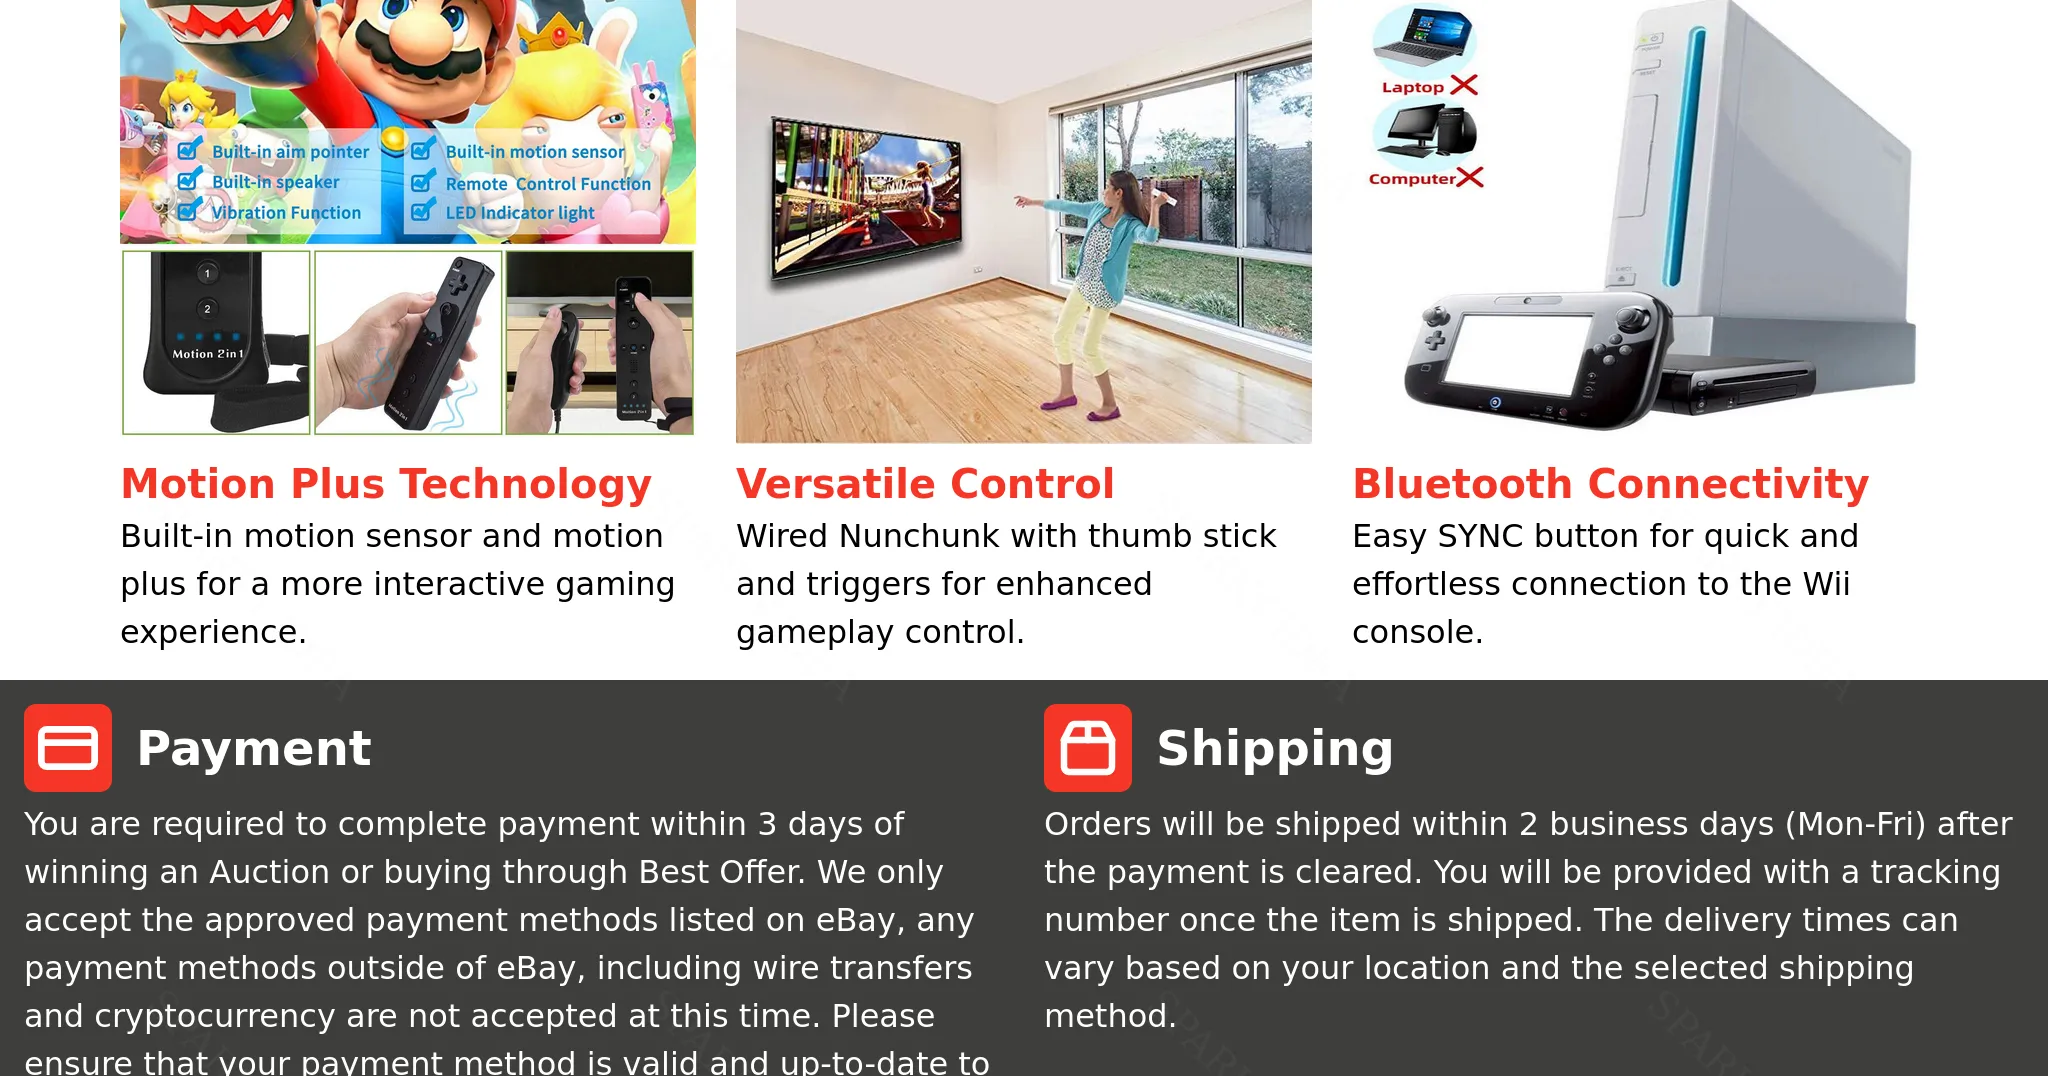 Built-in aim pointer
Built-in speaker
Vibration Function
Built-in motion sensor
Remote Control Function
LED Indicator light
1
2
Motion 2in1
Motion 2in1
Motion 2in1
Laptop
Computer
Motion Plus Technology
Built-in motion sensor and motion
plus for a more interactive gaming
experience.
Versatile Control
Wired Nunchunk with thumb stick
and triggers for enhanced
gameplay control.
Bluetooth Connectivity
Easy SYNC button for quick and
effortless connection to the Wii
console.
Payment
You are required to complete payment within 3 days of
winning an Auction or buying through Best Offer. We only
accept the approved payment methods listed on eBay, any
payment methods outside of eBay, including wire transfers
and cryptocurrency are not accepted at this time. Please
ensure that your payment method is valid and up-to-date to
Shipping
Orders will be shipped within 2 business days (Mon-Fri) after
the payment is cleared. You will be provided with a tracking
number once the item is shipped. The delivery times can
vary based on your location and the selected shipping
method.